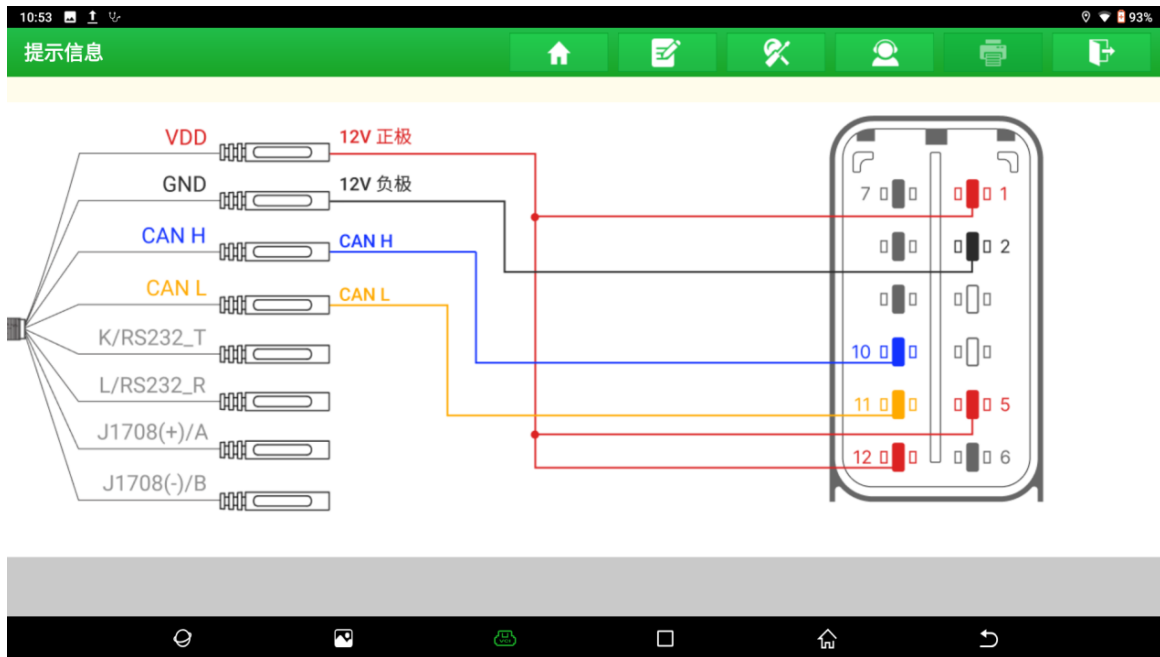 10:53
93%
提示信息
VDD
12V 正极
GND
12V 负极
CAN H
CAN H
CAN L
CAN L
K/RS232_T
L/RS232_R
J1708(+)/A
J1708(-)/B
7
1
2
10
11
5
12
6
VCI